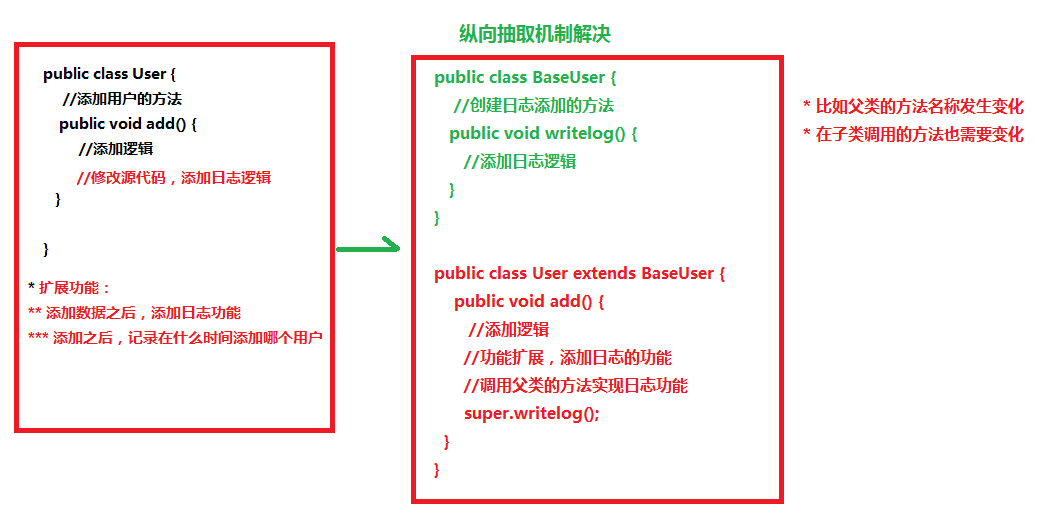 纵向抽取机制解决
public class User {
//添加用户的方法
public void add() {
//添加逻辑
//修改源代码，添加日志逻辑
}
}
* 扩展功能：
** 添加数据之后，添加日志功能
*** 添加之后，记录在什么时间添加哪个用户
public class BaseUser {
//创建日志添加的方法
public void writelog() {
//添加日志逻辑
}
}
public class User extends BaseUser {
public void add() {
//添加逻辑
//功能扩展，添加日志的功能
//调用父类的方法实现日志功能
super.writelog();
}
}
* 比如父类的方法名称发生变化
* 在子类调用的方法也需要变化